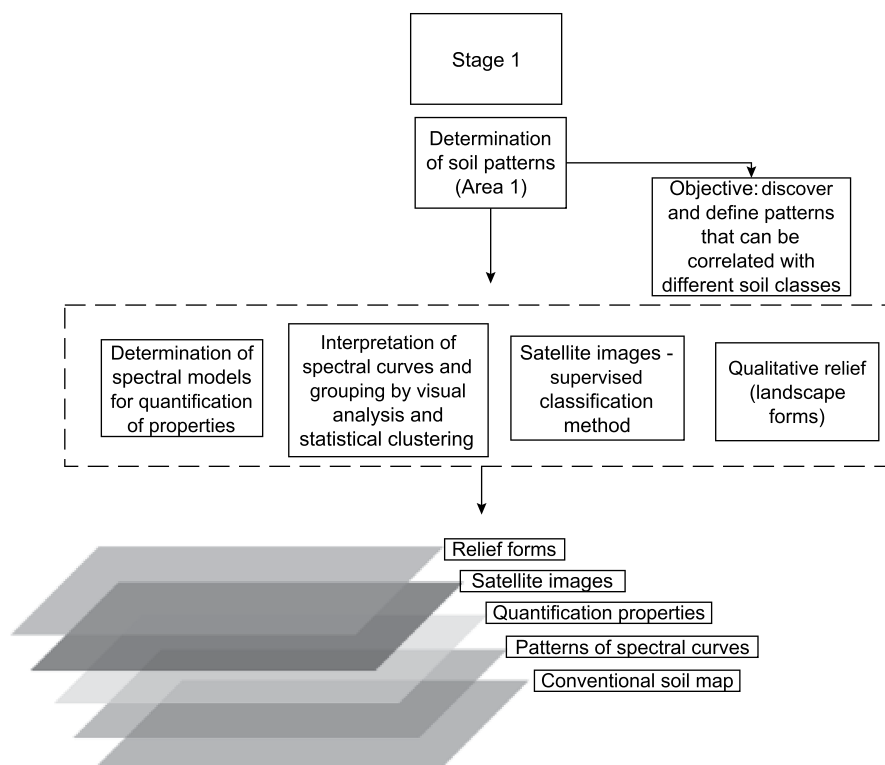 Stage 1
Determination
of soil patterns
(Area 1)
Objective: discover
and define patterns
that can be
correlated with
different soil classes
Determination of
spectral models
for quantification
of properties
Interpretation of
spectral curves and
grouping by visual
analysis and
statistical clustering
Satellite images -
supervised
classification
method
Qualitative relief
(landscape
forms)
Relief forms
Satellite images
Quantification properties
Patterns of spectral curves
Conventional soil map